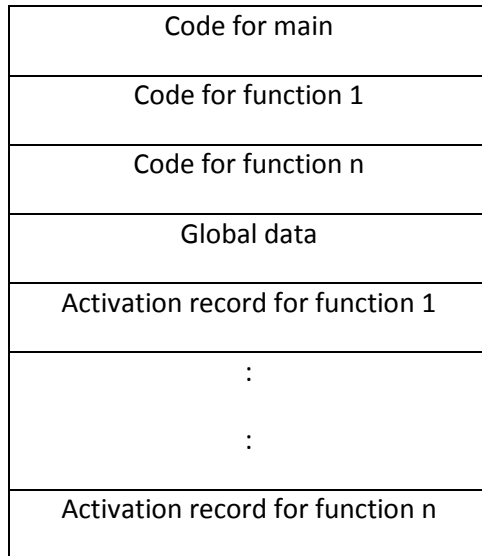 Code for main
Code for function 1
Code for function n
Global data
Activation record for function 1
:
:
Activation record for function n